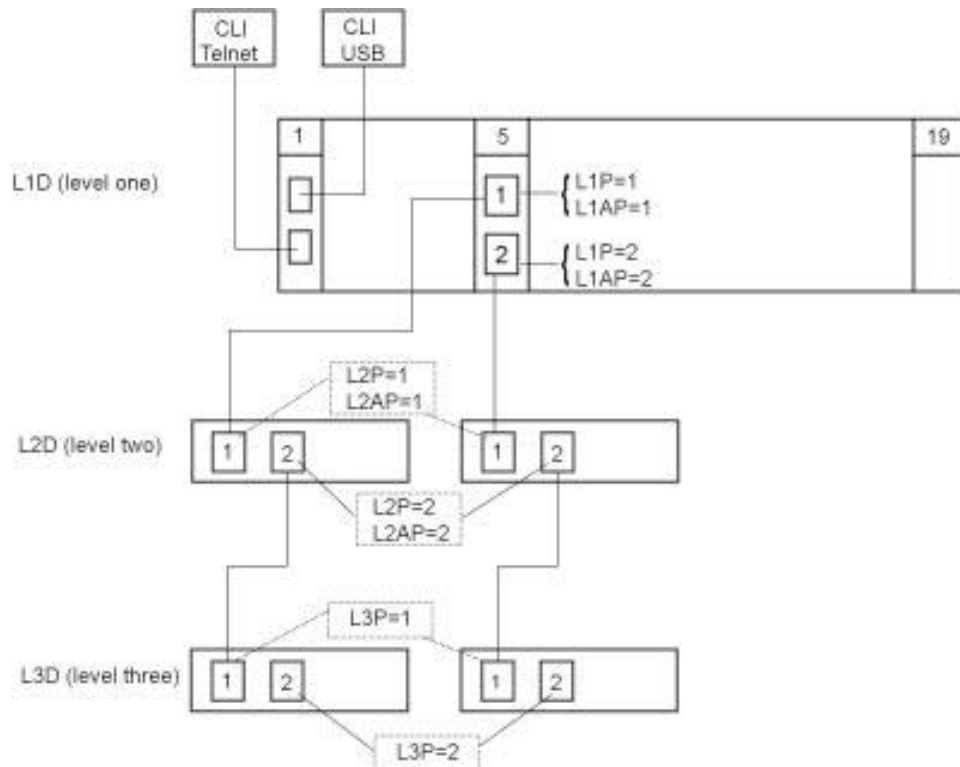 CLI
Telnet
CLI
USB
1
5
19
L1D (level one)
1
L1P=1
L1AP=1
2
L1P=2
L1AP=2
L2P=1
L2AP=1
L2D (level two)
1
2
1
2
L2P=2
L2AP=2
L3P=1
L3D (level three)
1
2
1
2
L3P=2